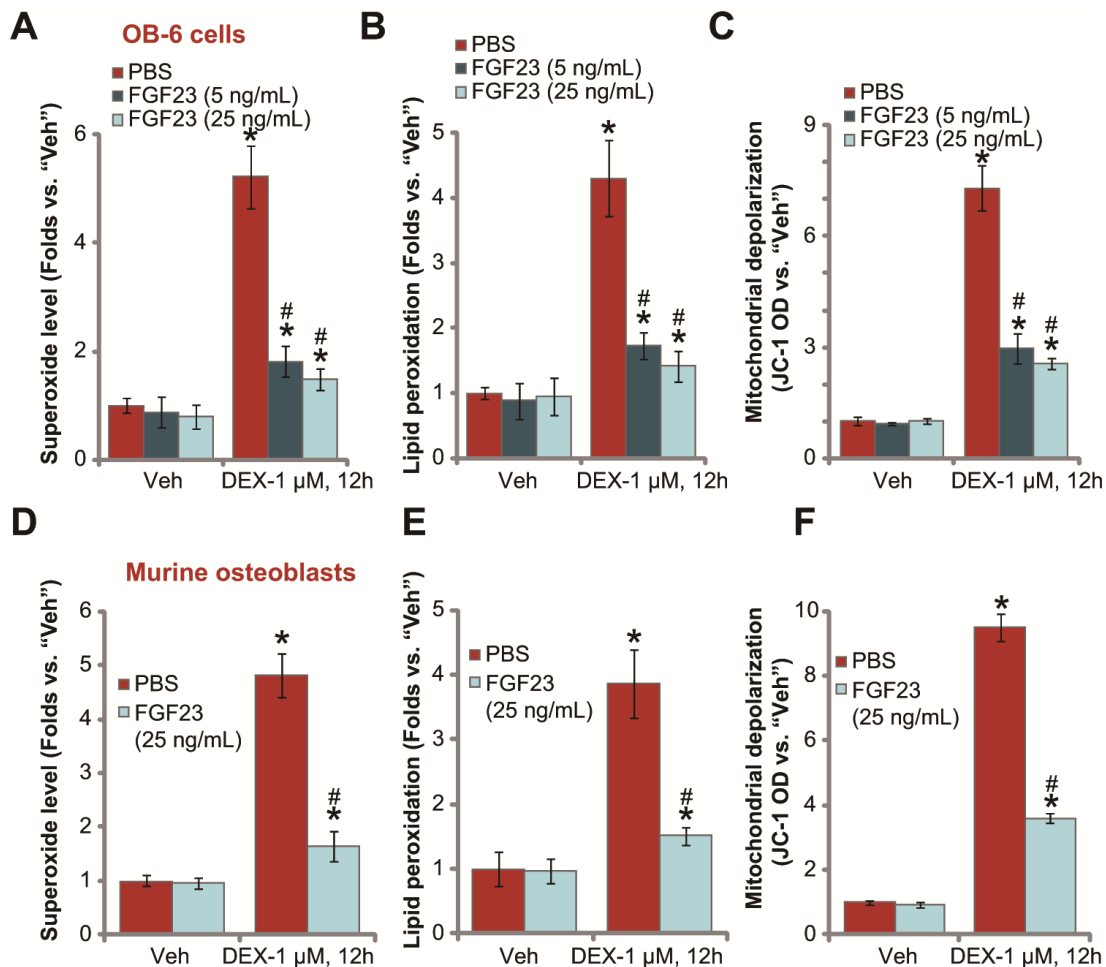 A
OB-6 cells
PBS
FGF23 (5 ng/mL)
FGF23 (25 ng/mL)
Superoxide level (Folds vs. “Veh”)
6
4
2
0
*
#
*
#
*
Veh
DEX-1 µM, 12h
B
PBS
FGF23 (5 ng/mL)
FGF23 (25 ng/mL)
Lipid peroxidation (Folds vs. “Veh”)
5
4
3
2
1
0
*
#
*
#
*
Veh
DEX-1 µM, 12h
C
PBS
FGF23 (5 ng/mL)
FGF23 (25 ng/mL)
Mitochondrial depolarization
(JC-1 OD vs. “Veh”)
9
7
3
0
*
#
*
#
*
Veh
DEX-1 µM, 12h
D
Murine osteoblasts
PBS
FGF23
(25 ng/mL)
Superoxide level (Folds vs. “Veh”)
6
5
4
3
2
1
0
*
#
*
Veh
DEX-1 µM, 12h
E
PBS
FGF23
(25 ng/mL)
Lipid peroxidation (Folds vs. “Veh”)
5
4
3
2
1
0
*
#
*
Veh
DEX-1 µM, 12h
F
PBS
FGF23
(25 ng/mL)
Mitochondrial depolarization
(JC-1 OD vs. “Veh”)
10
8
6
4
2
0
*
#
*
Veh
DEX-1 µM, 12h